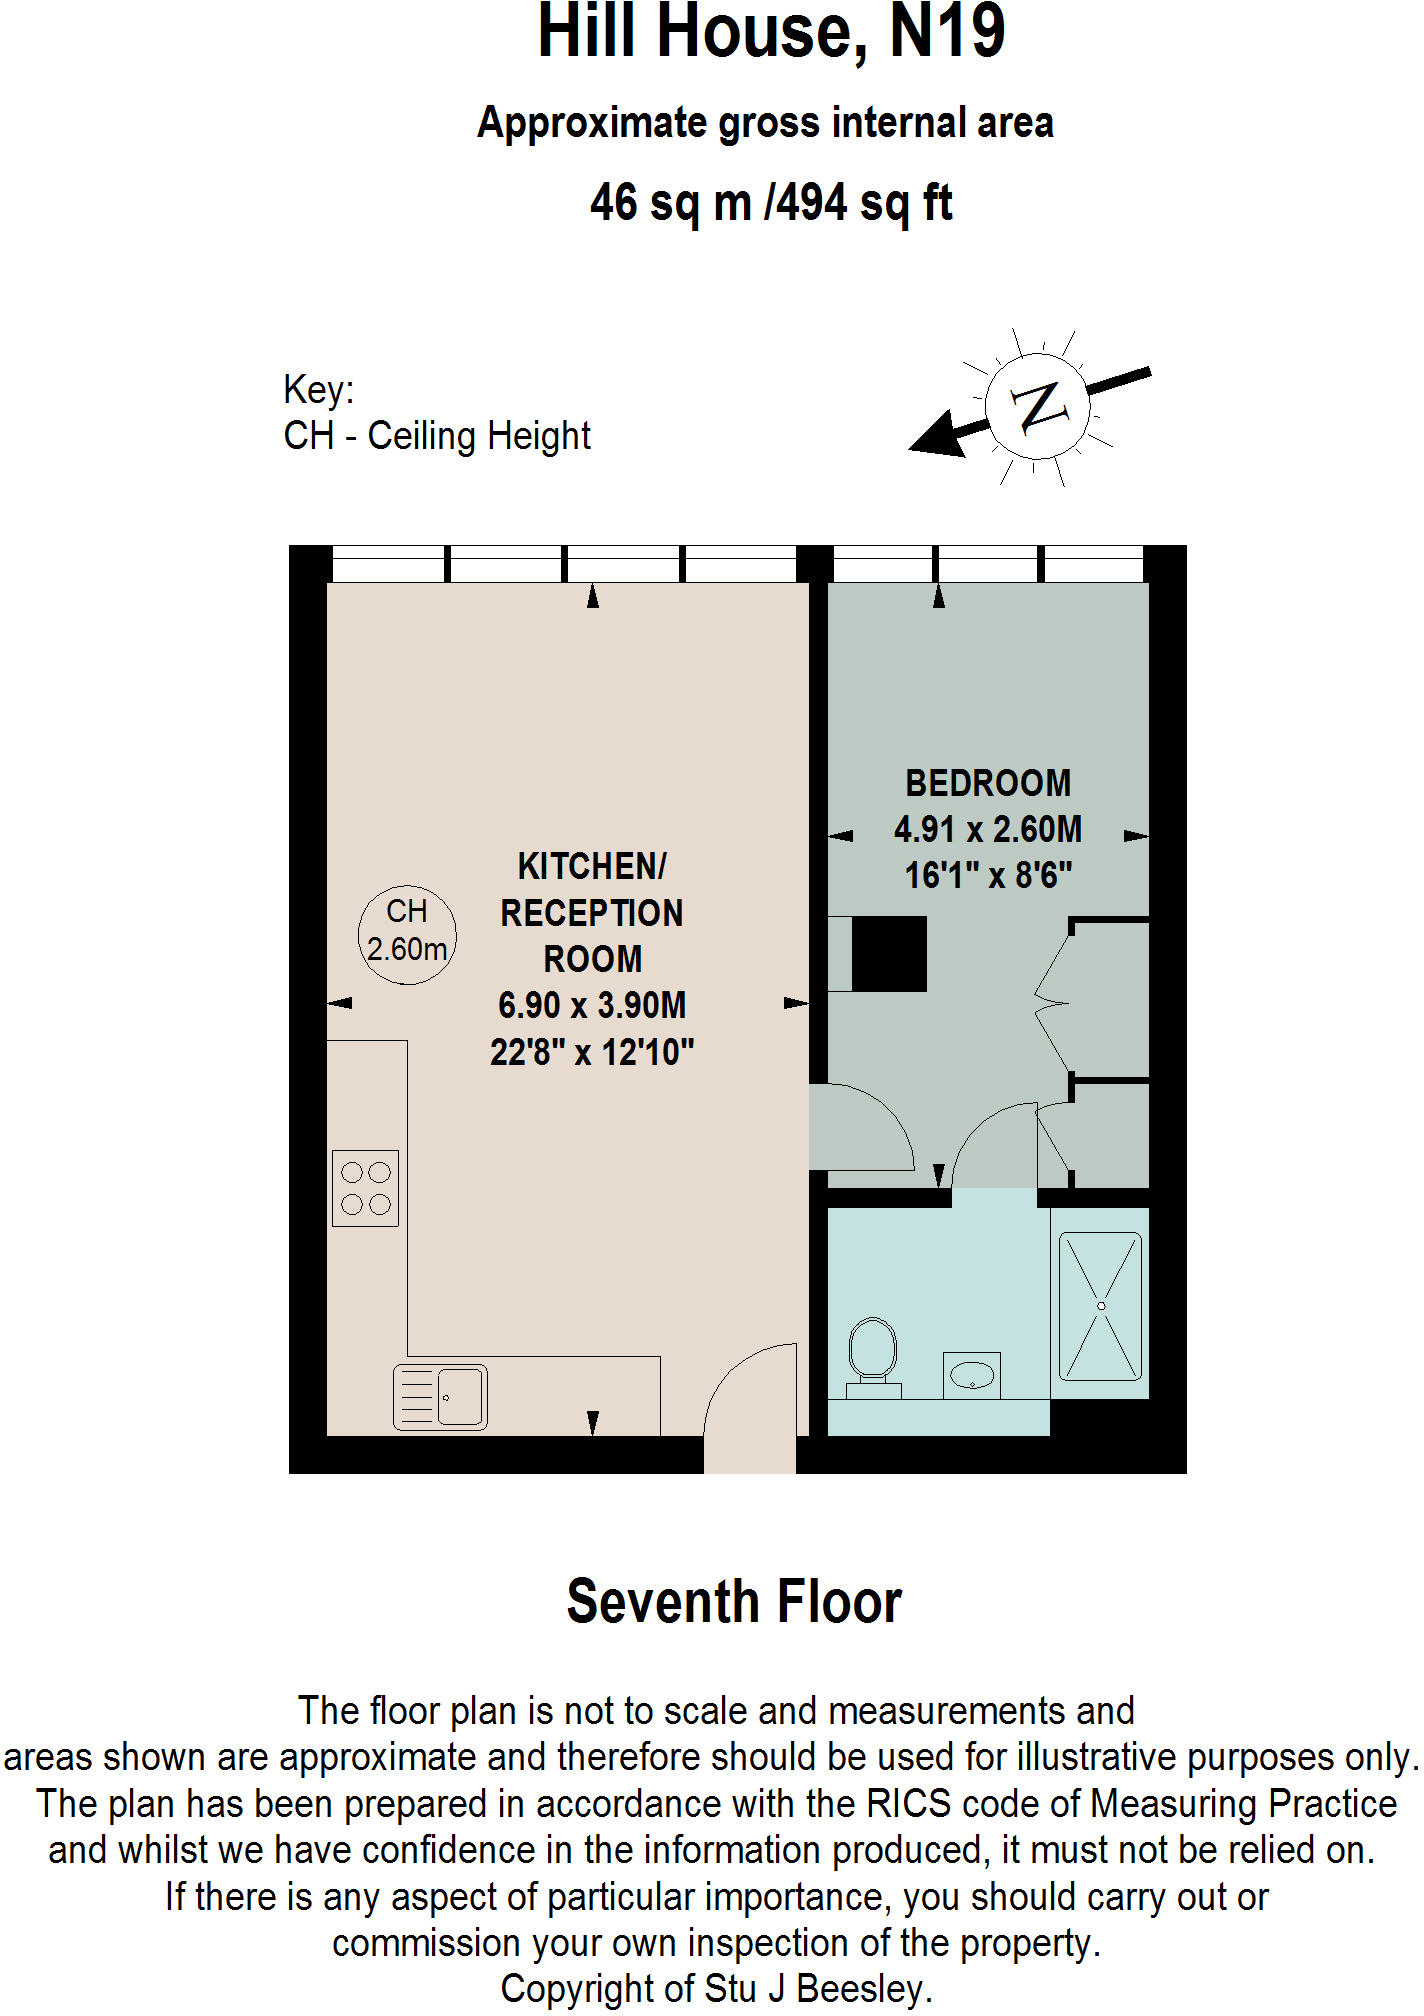 Hill House, N19
Approximate gross internal area
46 sq m /494 sq ft
Key:
CH - Ceiling Height
N
BEDROOM
4.91 x 2.60M
16'1" x 8'6"
KITCHEN/
RECEPTION
ROOM
6.90 x 3.90M
22'8" x 12'10"
CH
2.60m
Seventh Floor
The floor plan is not to scale and measurements and
areas shown are approximate and therefore should be used for illustrative purposes only.
The plan has been prepared in accordance with the RICS code of Measuring Practice
and whilst we have confidence in the information produced, it must not be relied on.
If there is any aspect of particular importance, you should carry out or
commission your own inspection of the property.
Copyright of Stu J Beesley.